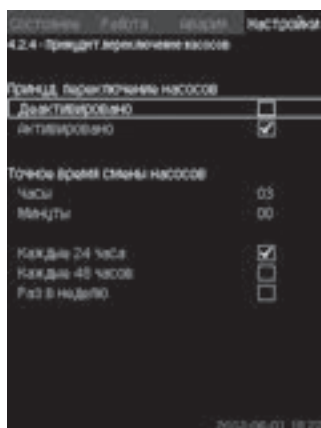 Состояние Работа Авария Настройки
4.2.4 - Принудит.переключение насосов
Принуд. переключение насосов
Деактивировано
Активировано
Точное время смены насосов
Часы 03
Минуты 00
Каждые 24 часа
Каждые 48 часов
Раз в неделю